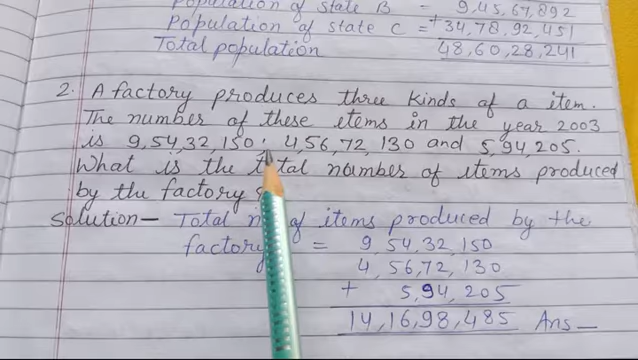 Population of state B = 9,45,67,892
Population of state C = +34,78,92,451
Total population 48,60,28,241
2. A factory produces three kinds of a item.
The number of these items in the year 2003
is 9,54,32,150, 4,56,72,130 and 5,94,205.
What is the total number of items produced
by the factory
Solution- Total of items produced by the
factory = 9,54,32,150
4,56,72,130
+ 5,94,205
14,16,98,485 Ans-